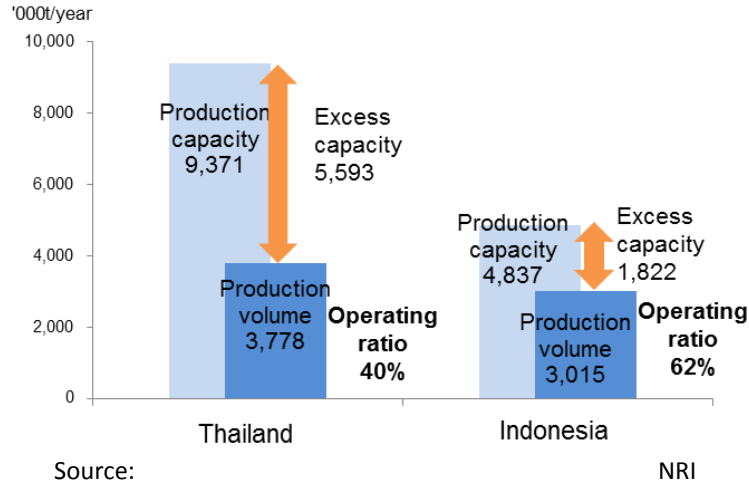 '000t/year
10,000
8,000
6,000
4,000
2,000
0
Production
capacity
9,371
Excess
capacity
5,593
Production
volume
3,778
Operating
ratio
40%
Production
capacity
4,837
Excess
capacity
1,822
Production
volume
3,015
Operating
ratio
62%
Thailand
Indonesia
Source: NRI